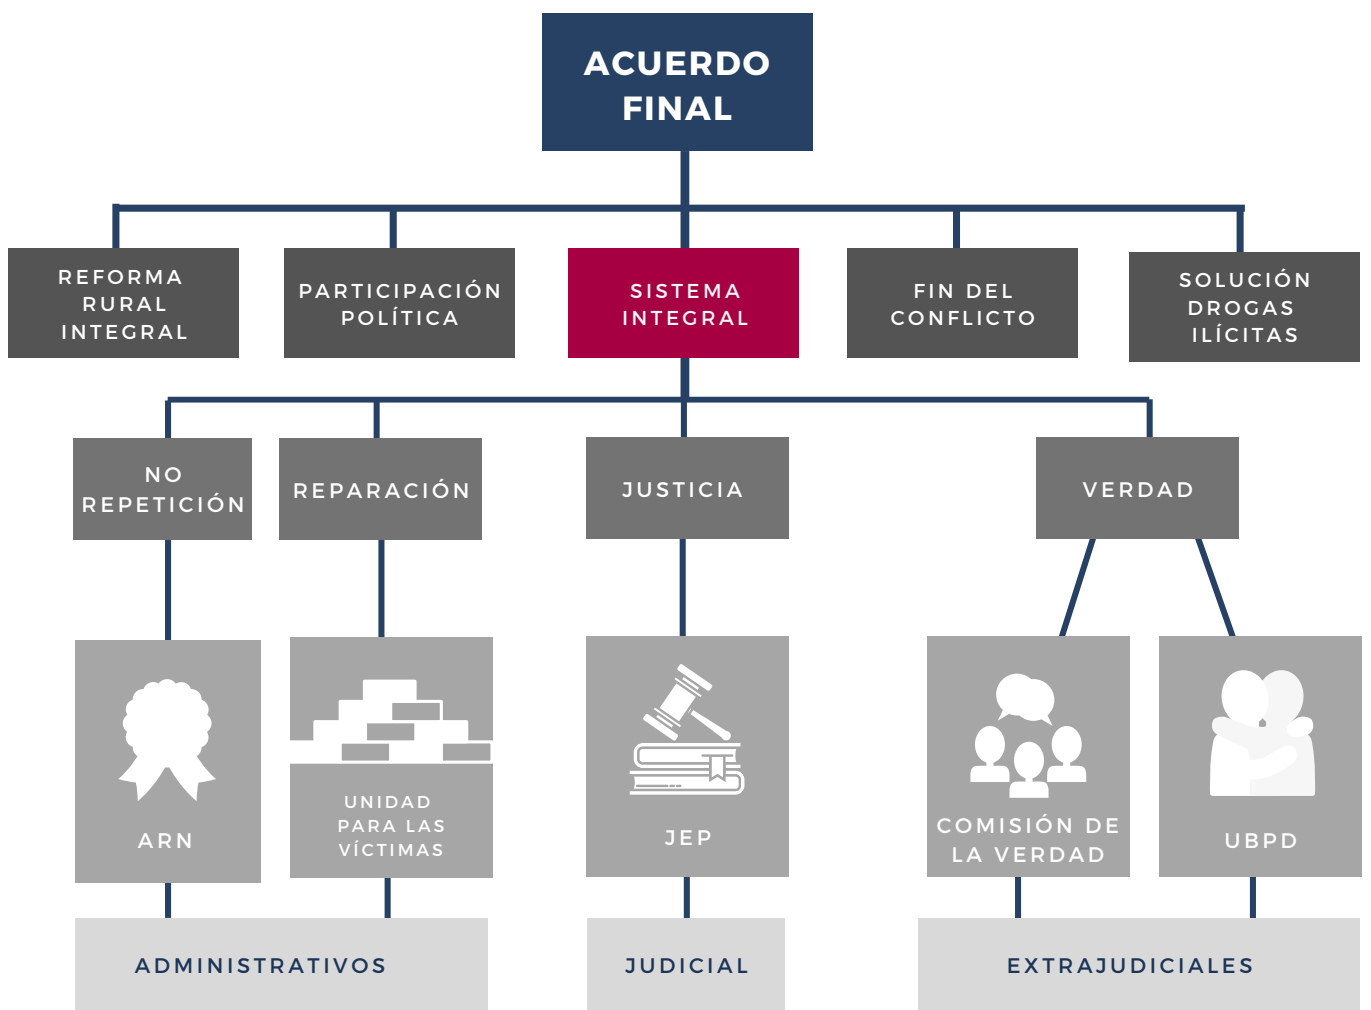 ACUERDO
FINAL
REFORMA
RURAL
INTEGRAL
PARTICIPACIÓN
POLÍTICA
SISTEMA
INTEGRAL
FIN DEL
CONFLICTO
SOLUCIÓN
DROGAS
ILÍCITAS
NO
REPETICIÓN
REPARACIÓN
JUSTICIA
VERDAD
ARN
UNIDAD
PARA LAS
VÍCTIMAS
JEP
COMISIÓN DE
LA VERDAD
UBPD
ADMINISTRATIVOS
JUDICIAL
EXTRAJUDICIALES